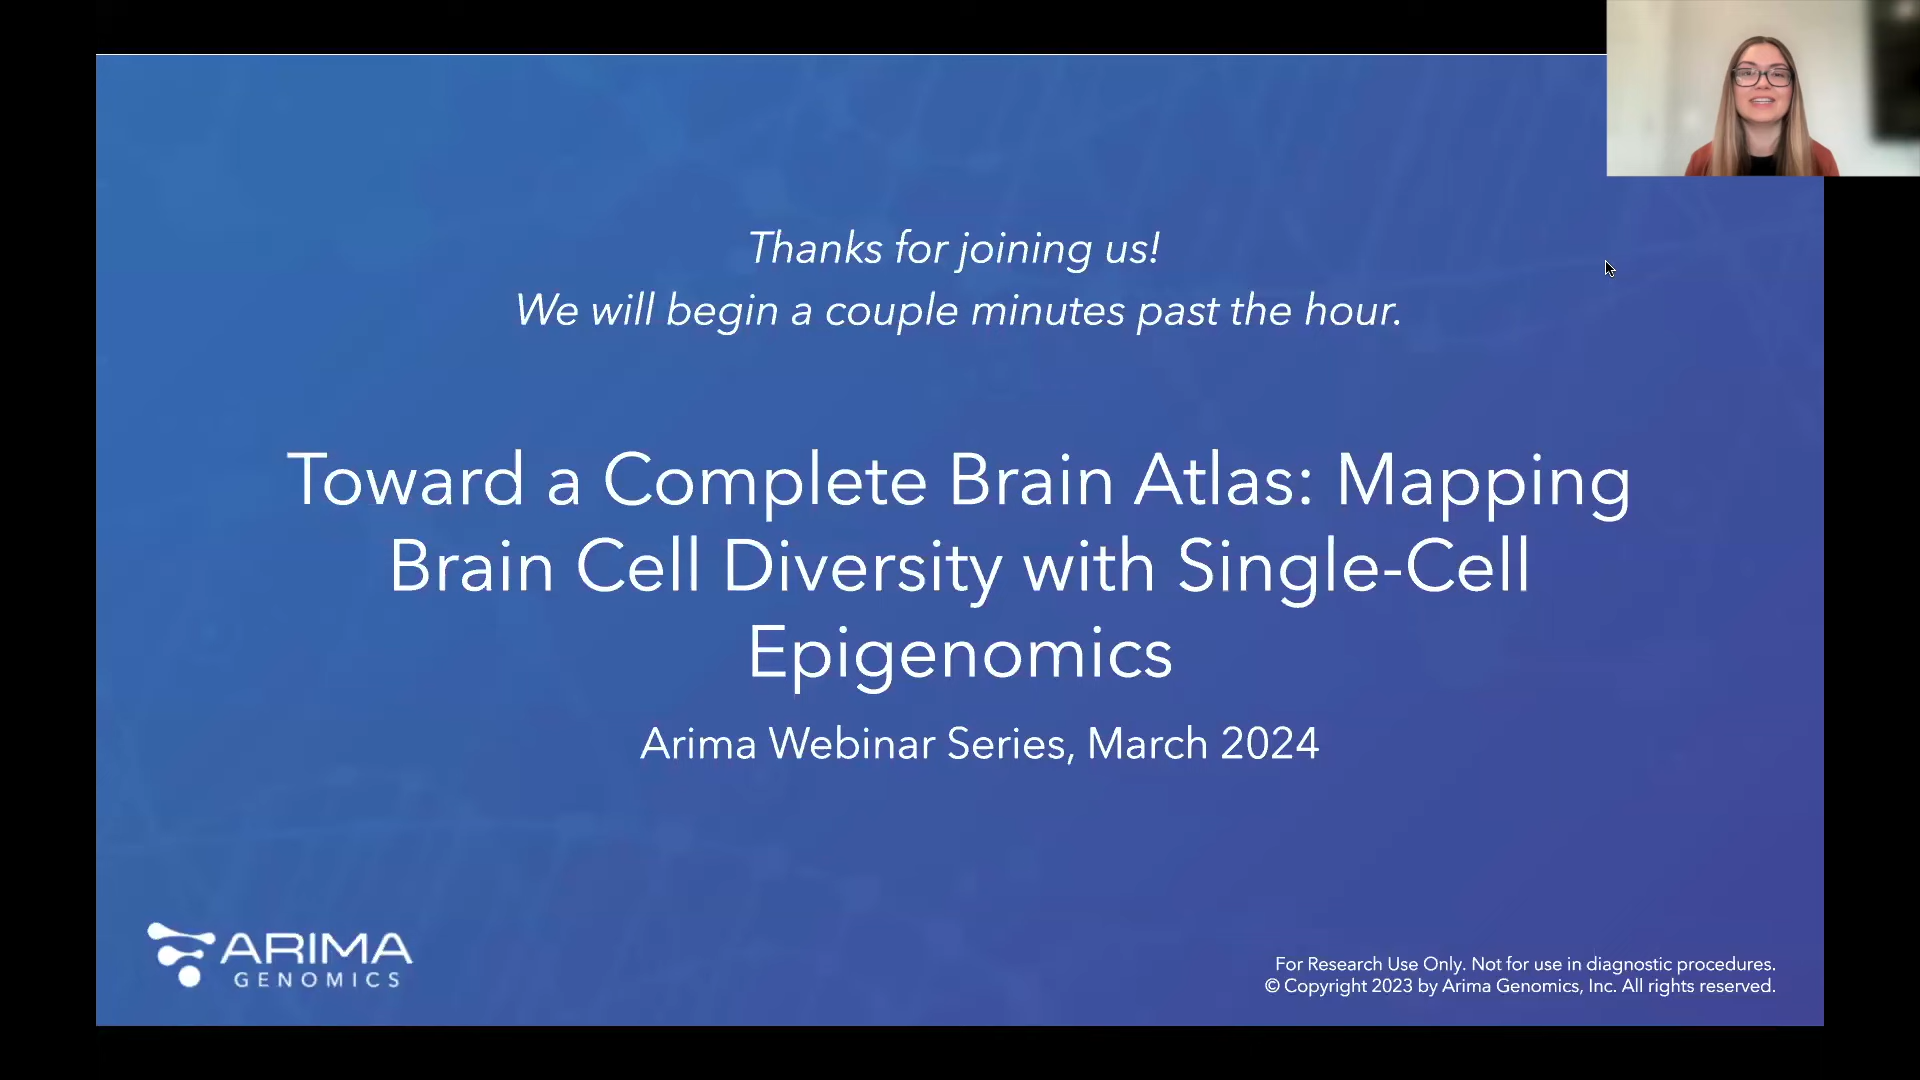 Thanks for joining us!
We will begin a couple minutes past the hour.
Toward a Complete Brain Atlas: Mapping
Brain Cell Diversity with Single-Cell
Epigenomics
Arima Webinar Series, March 2024
ARIMA
GENOMICS
For Research Use Only. Not for use in diagnostic procedures.
© Copyright 2023 by Arima Genomics, Inc. All rights reserved.